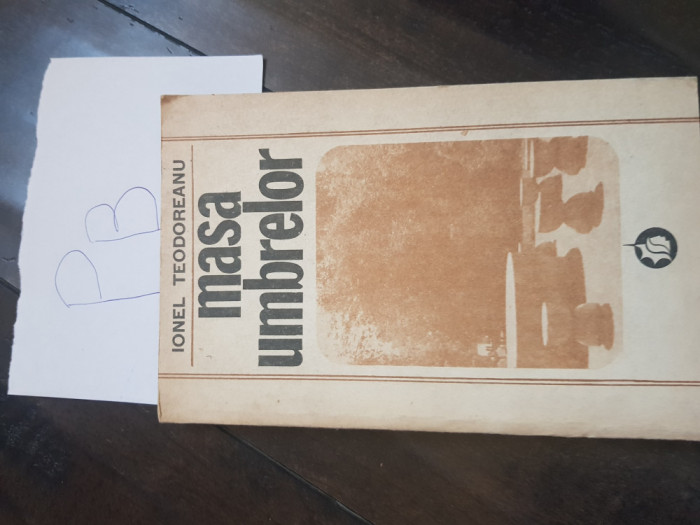 PB
IONEL TEODOREANU
masa
umbrelor